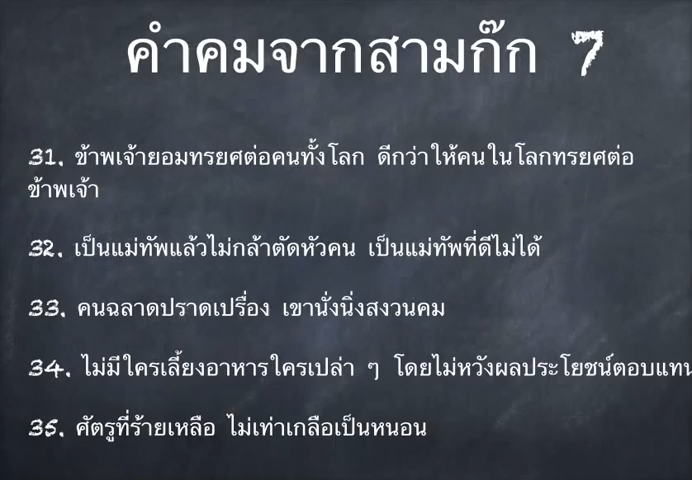 คำคมจากสามก๊ก 7
31. ข้าพเจ้ายอมทรยศต่อคนทั้งโลก ดีกว่าให้คนในโลกทรยศต่อ
ข้าพเจ้า
32. เป็นแม่ทัพแล้วไม่กล้าตัดหัวคน เป็นแม่ทัพที่ดีไม่ได้
33. คนฉลาดปราดเปรื่อง เขานั่งนิ่งสงวนคม
34. ไม่มีใครเลี้ยงอาหารใครเปล่า ๆ โดยไม่หวังผลประโยชน์ตอบแทน
35. ศัตรูที่ร้ายเหลือ ไม่เท่าเกลือเป็นหนอน